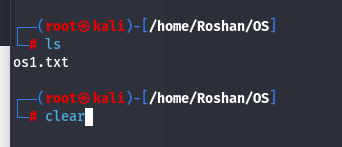 ┌──(root㉿kali)-[/home/Roshan/OS]
└─# ls
os1.txt
┌──(root㉿kali)-[/home/Roshan/OS]
└─# clear